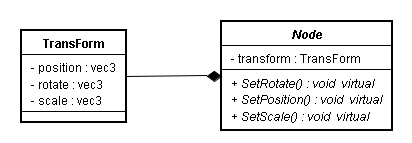 TransForm
- position : vec3
- rotate : vec3
- scale : vec3
Node
- transform : TransForm
+ SetRotate() : void virtual
+ SetPosition() : void virtual
+ SetScale() : void virtual